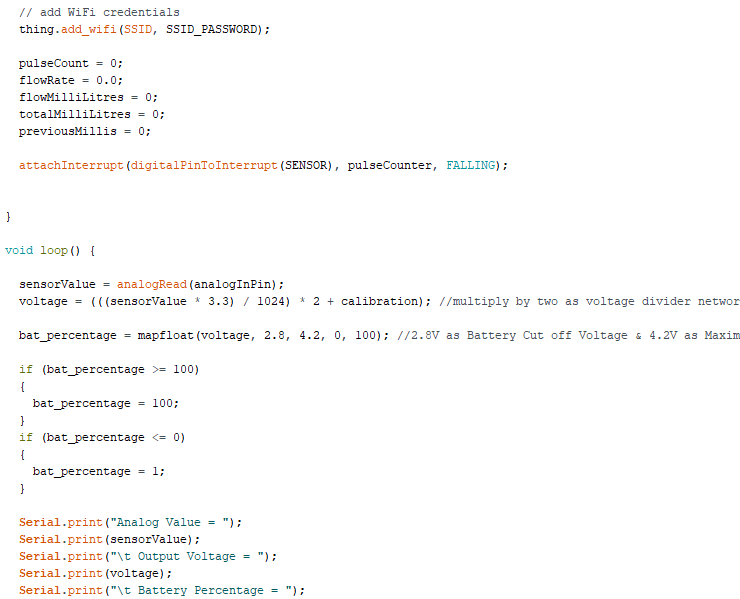 // add WiFi credentials
thing.add_wifi(SSID, SSID_PASSWORD);
pulseCount = 0;
flowRate = 0.0;
flowMilliLitres = 0;
totalMilliLitres = 0;
previousMillis = 0;
attachInterrupt(digitalPinToInterrupt(SENSOR), pulseCounter, FALLING);
}
void loop() {
sensorValue = analogRead(analogInPin);
voltage = (((sensorValue * 3.3) / 1024) * 2 + calibration); //multiply by two as voltage divider networ
bat_percentage = mapfloat(voltage, 2.8, 4.2, 0, 100); //2.8V as Battery Cut off Voltage & 4.2V as Maxim
if (bat_percentage >= 100)
{
bat_percentage = 100;
}
if (bat_percentage <= 0)
{
bat_percentage = 1;
}
Serial.print("Analog Value = ");
Serial.print(sensorValue);
Serial.print("\t Output Voltage = ");
Serial.print(voltage);
Serial.print("\t Battery Percentage = ");